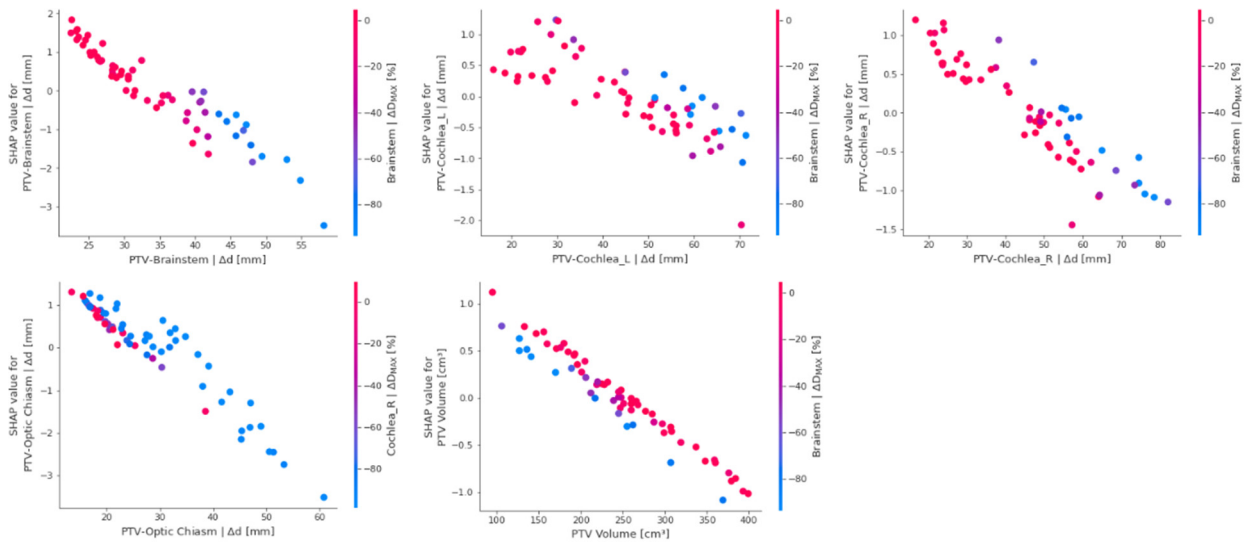 2
1
0
−1
−2
−3
SHAP value for
PTV-Brainstem | Δd [mm]
25 30 35 40 45 50 55
PTV-Brainstem | Δd [mm]
0
−20
−40
−60
−80
Brainstem | ΔDMAX [%]
1.0
0.5
0.0
−0.5
−1.0
−1.5
−2.0
SHAP value for
PTV-Cochlea_L | Δd [mm]
20 30 40 50 60 70
PTV-Cochlea_L | Δd [mm]
0
−20
−40
−60
−80
Brainstem | ΔDMAX [%]
1.0
0.5
0.0
−0.5
−1.0
−1.5
SHAP value for
PTV-Cochlea_R | Δd [mm]
20 30 40 50 60 70 80
PTV-Cochlea_R | Δd [mm]
0
−20
−40
−60
−80
Brainstem | ΔDMAX [%]
1
0
−1
−2
−3
SHAP value for
PTV-Optic Chiasm | Δd [mm]
20 30 40 50 60
PTV-Optic Chiasm | Δd [mm]
0
−20
−40
−60
−80
Cochlea_R | ΔDMAX [%]
1.0
0.5
0.0
−0.5
−1.0
SHAP value for
PTV Volume [cm³]
100 150 200 250 300 350 400
PTV Volume [cm³]
0
−20
−40
−60
−80
Brainstem | ΔDMAX [%]